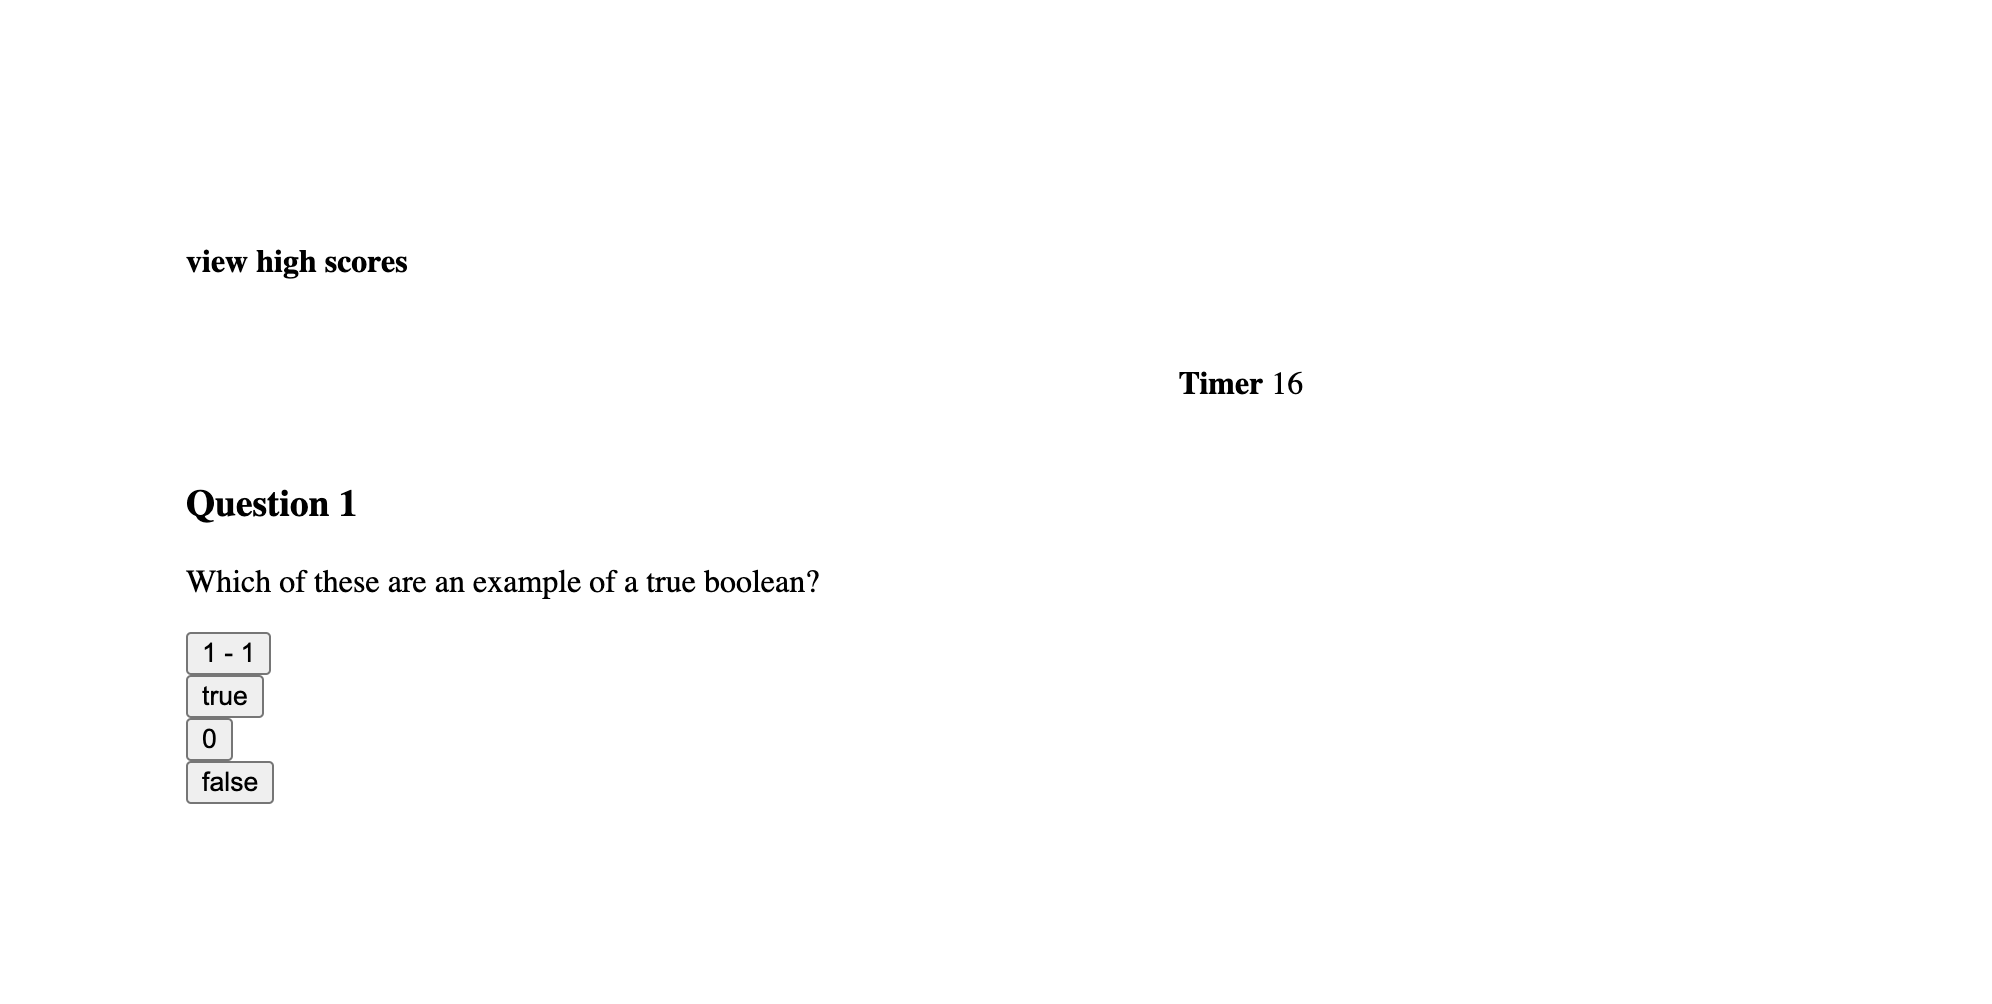 view high scores
Timer 16
Question 1
Which of these are an example of a true boolean?
1 - 1
true
0
false